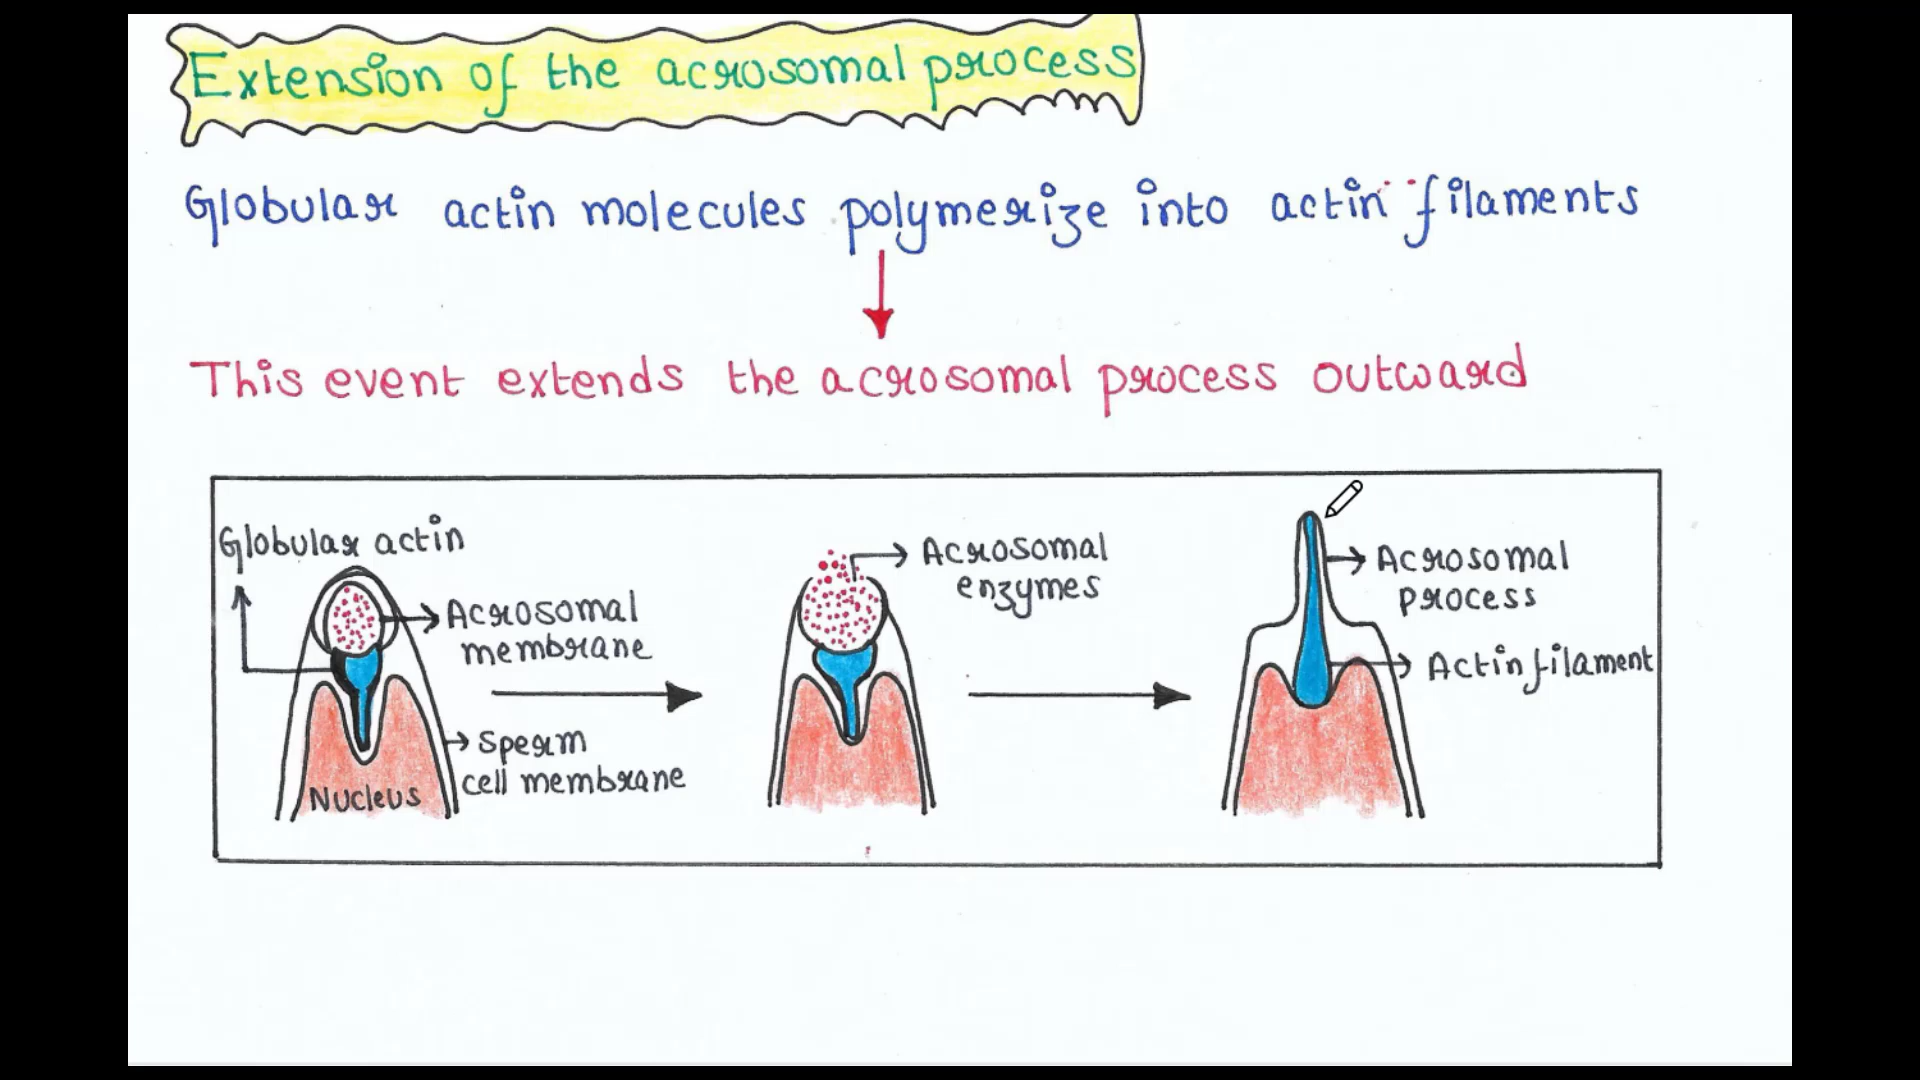 Extension of the acrosomal process
Globular actin molecules polymerize into actin filaments
This event extends the acrosomal process outward
Globular actin
Acrosomal
membrane
Sperm
cell membrane
Nucleus
Acrosomal
enzymes
Acrosomal
process
Actin filament